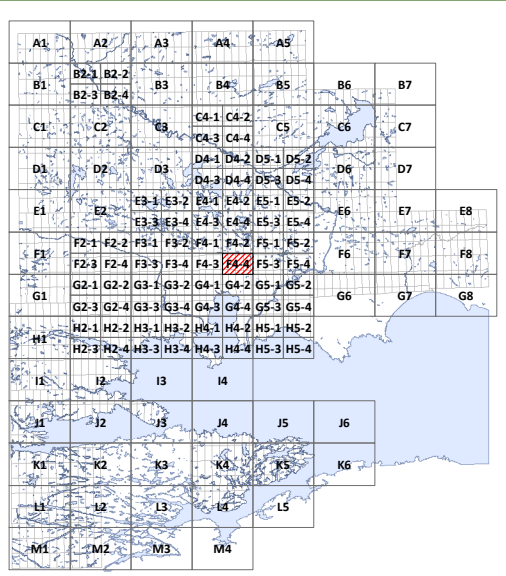 A1 A2 A3 A4 A5
B2-1 B2-2
B1 B3 B4 B5 B6 B7
B2-3 B2-4
C4-1 C4-2
C1 C2 C3 C5 C6 C7
C4-3 C4-4
D4-1 D4-2 D5-1 D5-2
D1 D2 D3 D6 D7
D4-3 D4-4 D5-3 D5-4
E3-1 E3-2 E4-1 E4-2 E5-1 E5-2
E1 E2 E6 E7 E8
E3-3 E3-4 E4-3 E4-4 E5-3 E5-4
F2-1 F2-2 F3-1 F3-2 F4-1 F4-2 F5-1 F5-2
F1 F6 F7 F8
F2-3 F2-4 F3-3 F3-4 F4-3 F4-4 F5-3 F5-4
G2-1 G2-2 G3-1 G3-2 G4-1 G4-2 G5-1 G5-2
G1 G6 G7 G8
G2-3 G2-4 G3-3 G3-4 G4-3 G4-4 G5-3 G5-4
H2-1 H2-2 H3-1 H3-2 H4-1 H4-2 H5-1 H5-2
H1
H2-3 H2-4 H3-3 H3-4 H4-3 H4-4 H5-3 H5-4
I1 I2 I3 I4
J1 J2 J3 J4 J5 J6
K1 K2 K3 K4 K5 K6
L1 L2 L3 L4 L5
M1 M2 M3 M4